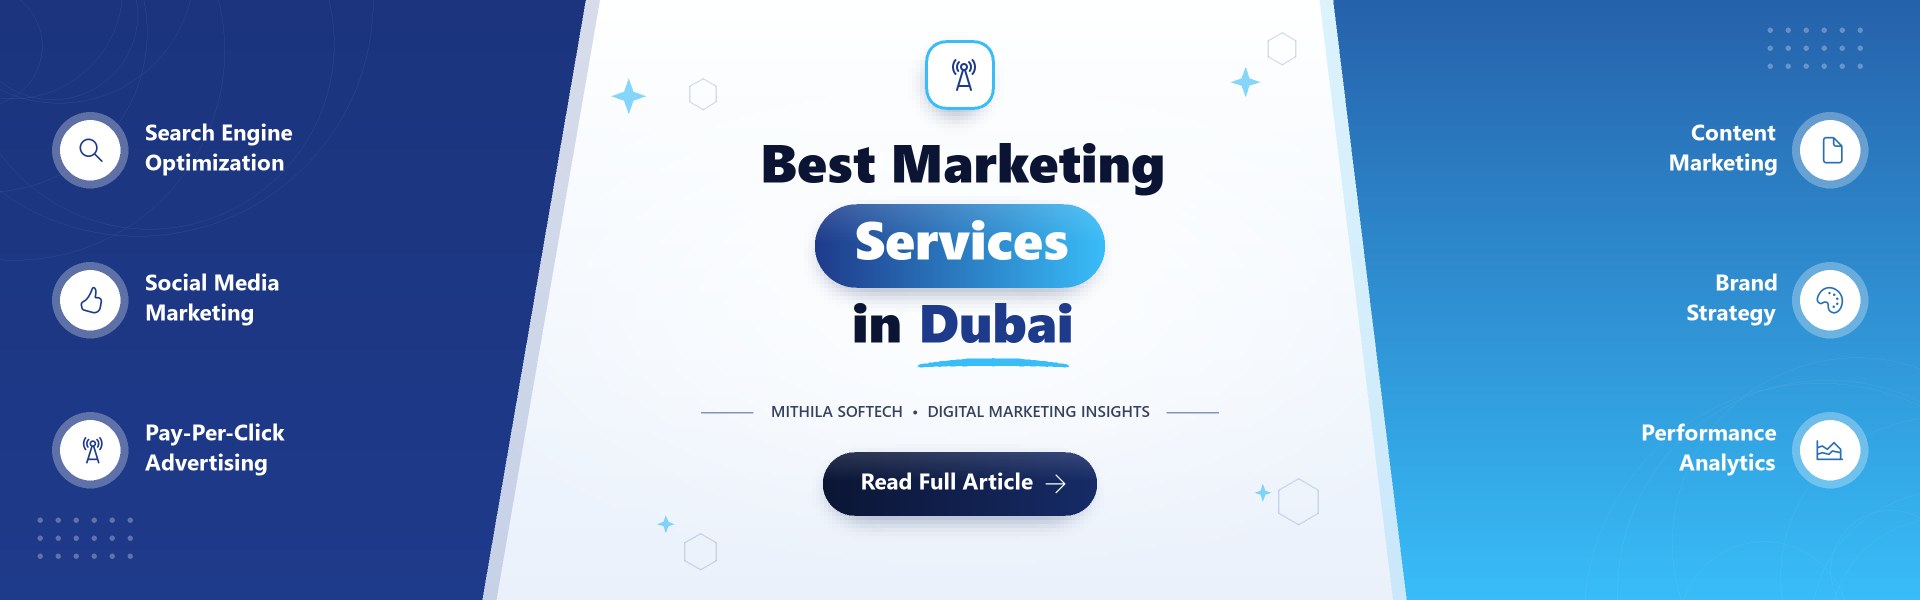 Search Engine
Optimization
Social Media
Marketing
Pay-Per-Click
Advertising
Best Marketing
Services
in Dubai
MITHILA SOFTECH • DIGITAL MARKETING INSIGHTS
Read Full Article →
Content
Marketing
Brand
Strategy
Performance
Analytics